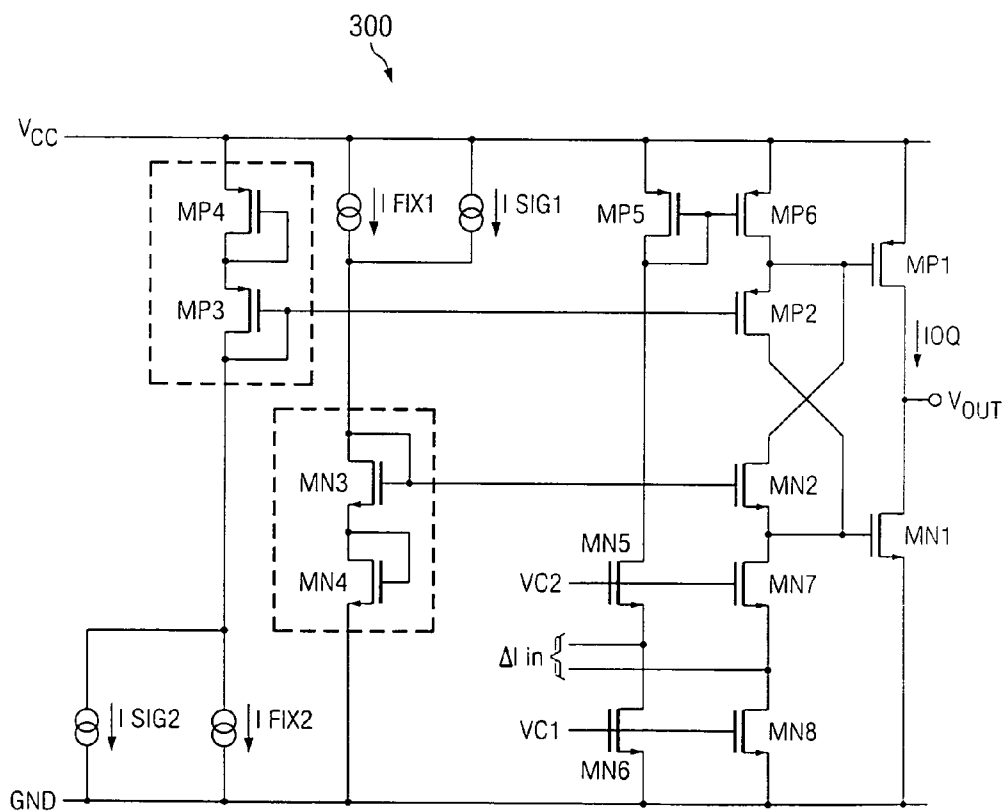 300
VCC
MP4
I FIX1
I SIG1
MP5
MP6
MP1
MP3
MP2
IOQ
VOUT
MN3
MN2
MN5
MN1
MN4
VC2
MN7
ΔI in
I SIG2
I FIX2
VC1
MN8
MN6
GND